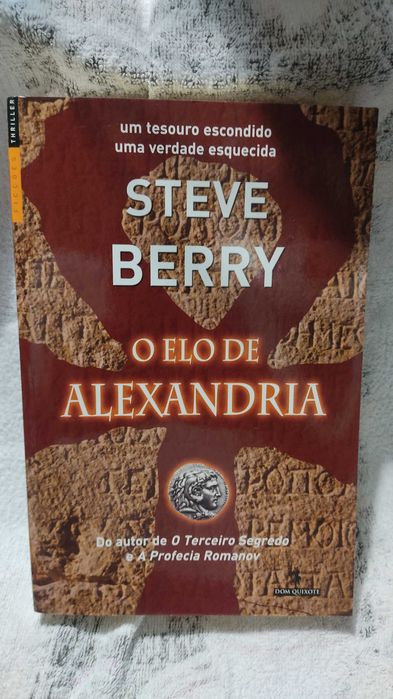 FICÇÕES THRILLER
um tesouro escondido
uma verdade esquecida
STEVE
BERRY
O ELO DE
ALEXANDRIA
Do autor de O Terceiro Segredo
e A Profecia Romanov
DOM QUIXOTE